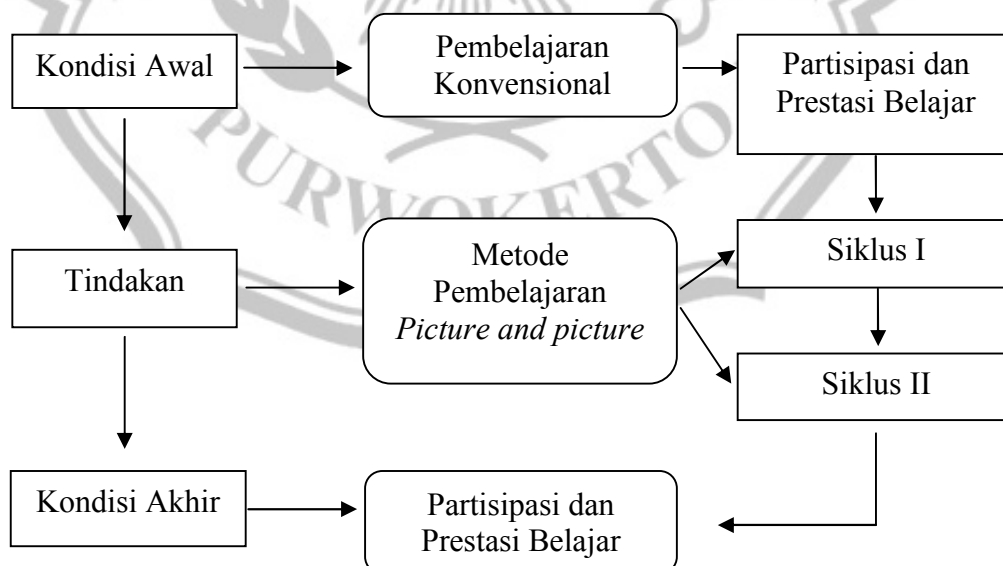 Kondisi Awal
Pembelajaran
Konvensional
Partisipasi dan
Prestasi Belajar
PURWOKERTO
Tindakan
Metode
Pembelajaran
Picture and picture
Siklus I
Siklus II
Kondisi Akhir
Partisipasi dan
Prestasi Belajar